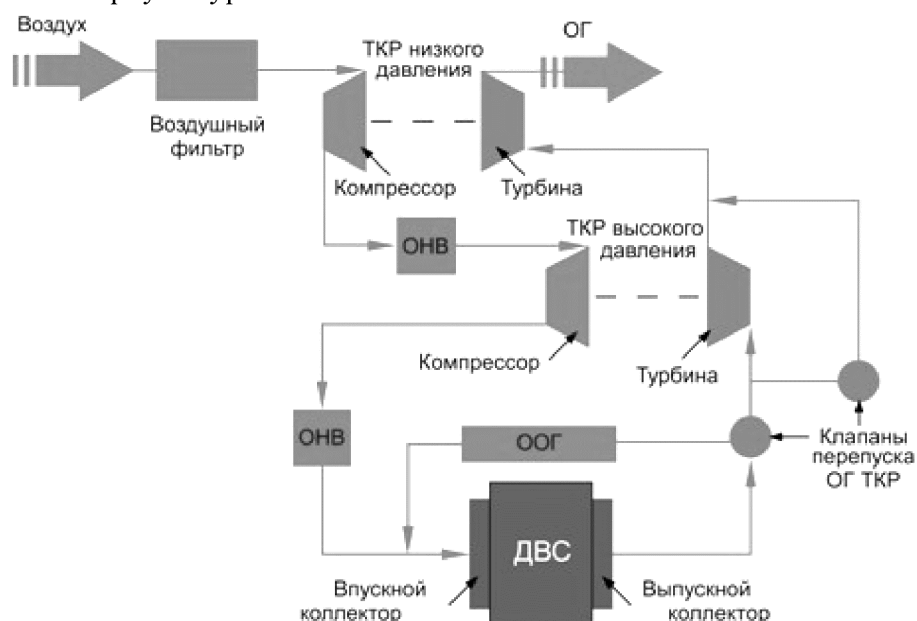 Воздух
ТКР низкого
давления
ОГ
Воздушный
фильтр
Компрессор
Турбина
ОНВ
ТКР высокого
давления
Компрессор
Турбина
ОНВ
ООГ
Клапаны
перепуска
ОГ ТКР
ДВС
Впускной
коллектор
Выпускной
коллектор